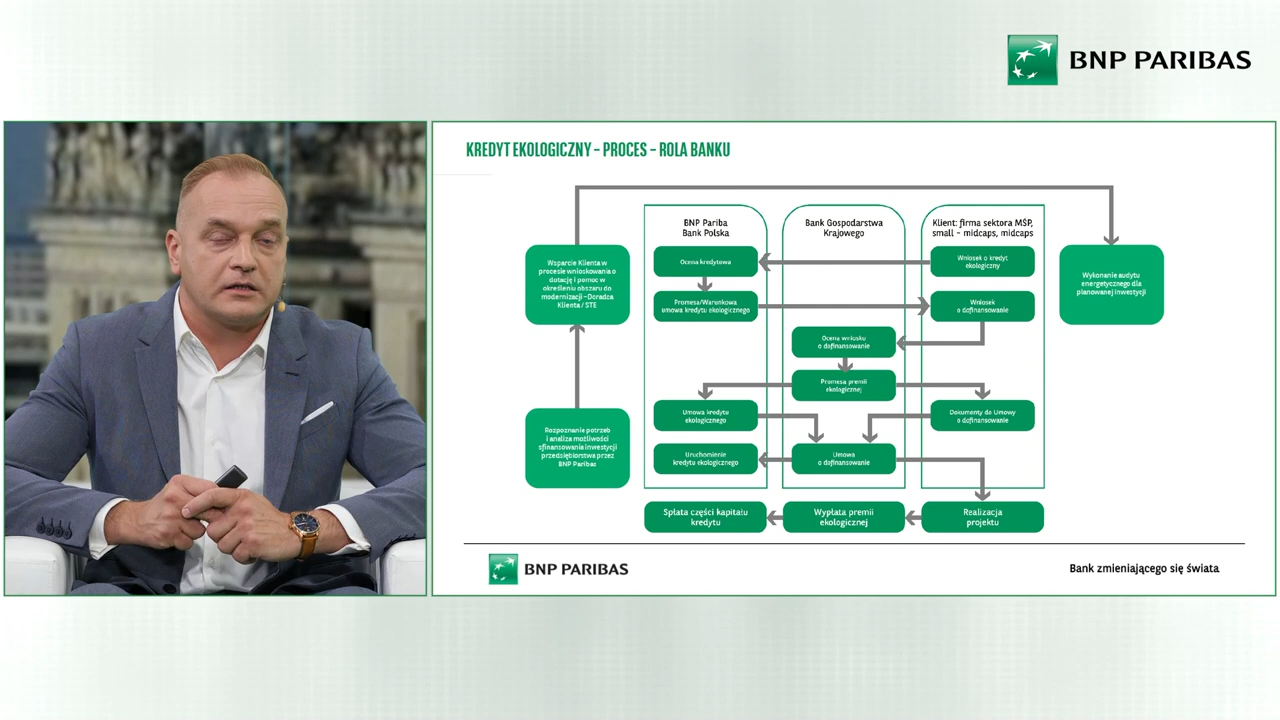 BNP PARIBAS
KREDYT EKOLOGICZNY – PROCES – ROLA BANKU
BNP Pariba
Bank Polska
Bank Gospodarstwa
Krajowego
Klient: firma sektora MŚP,
small – midcaps, midcaps
Wsparcie Klienta w
procesie wnioskowania o
dotację i pomoc w
określeniu obszaru do
modernizacji –Doradca
Klienta / STE
Ocena kredytowa
Wniosek o kredyt
ekologiczny
Wykonanie audytu
energetycznego dla
planowanej inwestycji
Promesa/Warunkowa
umowa kredytu ekologicznego
Wniosek
o dofinansowanie
Ocena wniosku
o dofinansowanie
Promesa premii
ekologicznej
Umowa kredytu
ekologicznego
Dokumenty do Umowy
o dofinansowanie
Rozpoznanie potrzeb
i analiza możliwości
sfinansowania inwestycji
przedsiębiorstwa przez
BNP Paribas
Uruchomienie
kredytu ekologicznego
Umowa
o dofinansowanie
Spłata części kapitału
kredytu
Wypłata premii
ekologicznej
Realizacja
projektu
BNP PARIBAS
Bank zmieniającego się świata